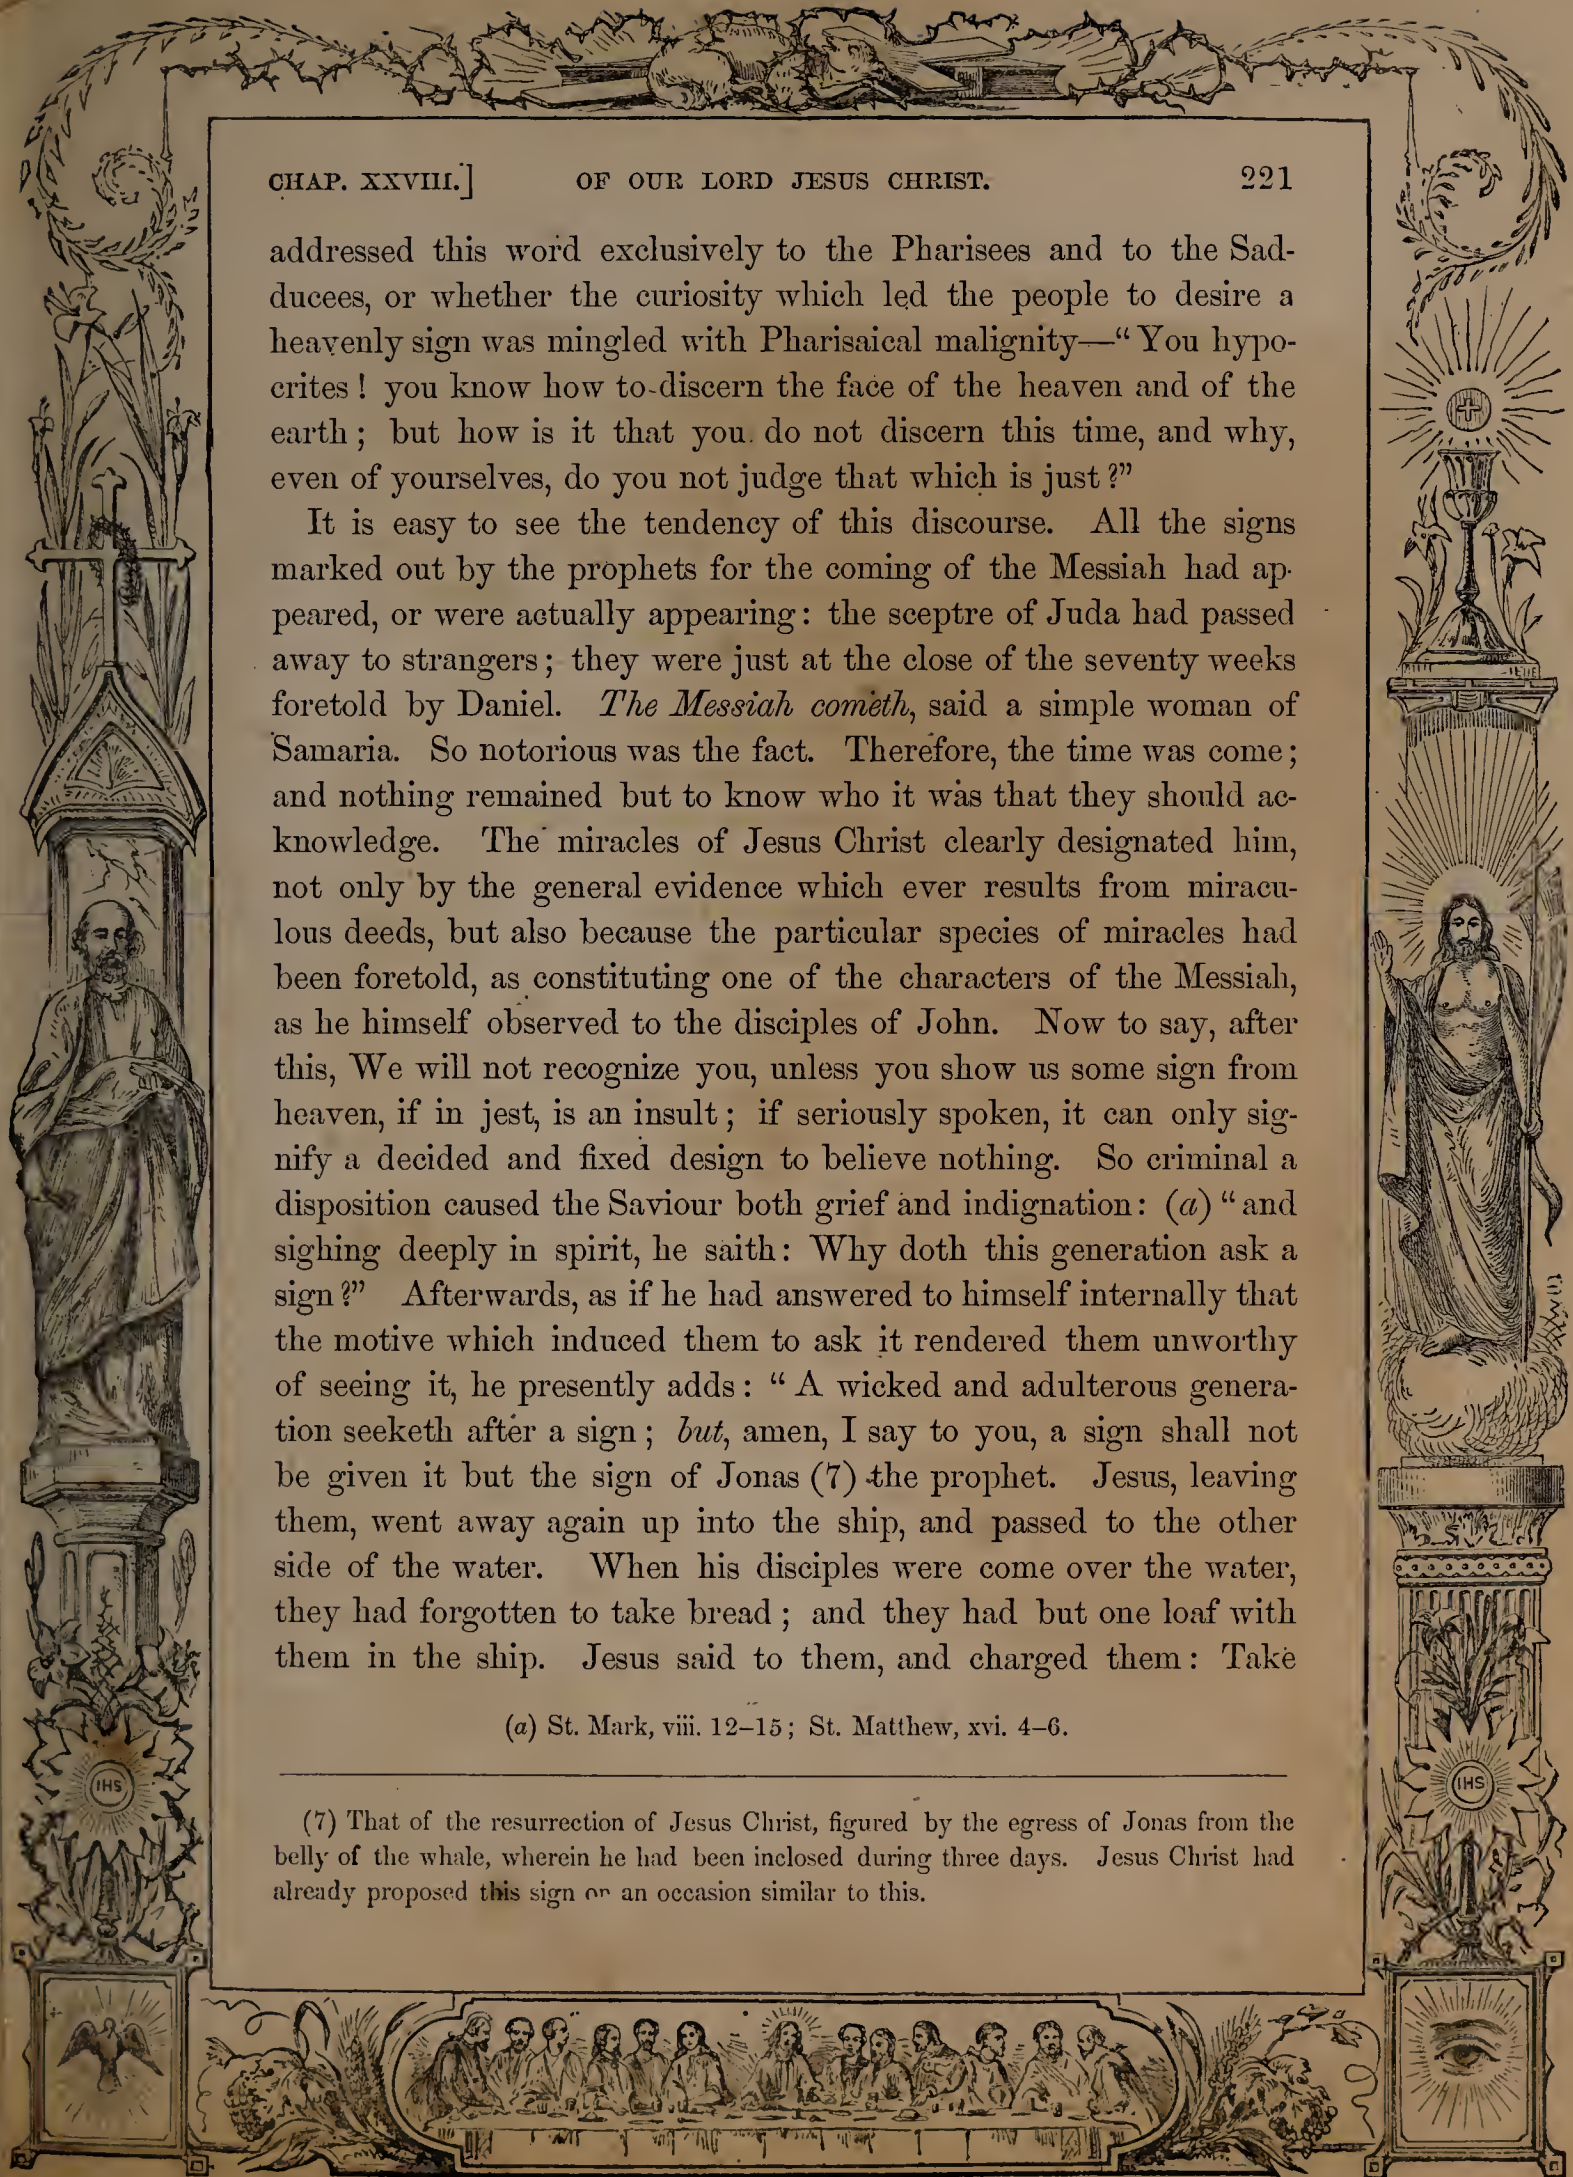 CHAP. XXVIII.] OF OUR LORD JESUS CHRIST. 221
addressed this word exclusively to the Pharisees and to the Sad-
ducees, or whether the curiosity which led the people to desire a
heavenly sign was mingled with Pharisaical malignity—“You hypo-
crites! you know how to discern the face of the heaven and of the
earth; but how is it that you do not discern this time, and why,
even of yourselves, do you not judge that which is just?”
It is easy to see the tendency of this discourse. All the signs
marked out by the prophets for the coming of the Messiah had ap-
peared, or were actually appearing: the sceptre of Juda had passed
away to strangers; they were just at the close of the seventy weeks
foretold by Daniel. The Messiah cometh, said a simple woman of
Samaria. So notorious was the fact. Therefore, the time was come;
and nothing remained but to know who it was that they should ac-
knowledge. The miracles of Jesus Christ clearly designated him,
not only by the general evidence which ever results from miracu-
lous deeds, but also because the particular species of miracles had
been foretold, as constituting one of the characters of the Messiah,
as he himself observed to the disciples of John. Now to say, after
this, We will not recognize you, unless you show us some sign from
heaven, if in jest, is an insult; if seriously spoken, it can only sig-
nify a decided and fixed design to believe nothing. So criminal a
disposition caused the Saviour both grief and indignation: (a) “and
sighing deeply in spirit, he saith: Why doth this generation ask a
sign?” Afterwards, as if he had answered to himself internally that
the motive which induced them to ask it rendered them unworthy
of seeing it, he presently adds: “A wicked and adulterous genera-
tion seeketh after a sign; but, amen, I say to you, a sign shall not
be given it but the sign of Jonas (7) the prophet. Jesus, leaving
them, went away again up into the ship, and passed to the other
side of the water. When his disciples were come over the water,
they had forgotten to take bread; and they had but one loaf with
them in the ship. Jesus said to them, and charged them: Take
(a) St. Mark, viii. 12–15; St. Matthew, xvi. 4–6.
(7) That of the resurrection of Jesus Christ, figured by the egress of Jonas from the
belly of the whale, wherein he had been inclosed during three days. Jesus Christ had
already proposed this sign on an occasion similar to this.
IHS
IHS